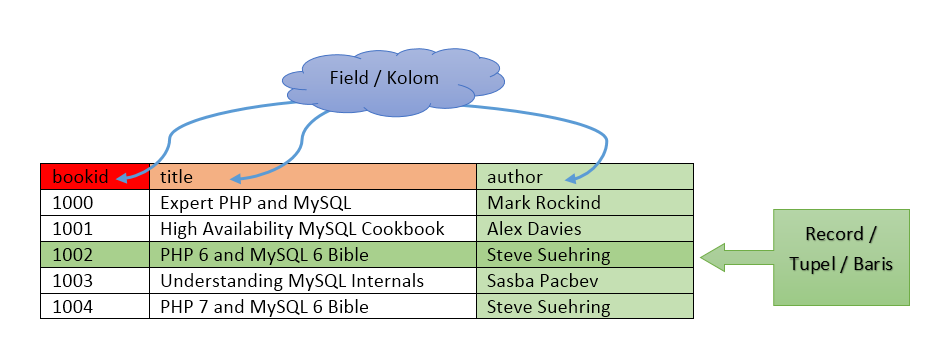 Field / Kolom
bookid title author
1000 Expert PHP and MySQL Mark Rockind
1001 High Availability MySQL Cookbook Alex Davies
1002 PHP 6 and MySQL 6 Bible Steve Suehring
1003 Understanding MySQL Internals Sasba Pacbev
1004 PHP 7 and MySQL 6 Bible Steve Suehring
Record /
Tupel / Baris